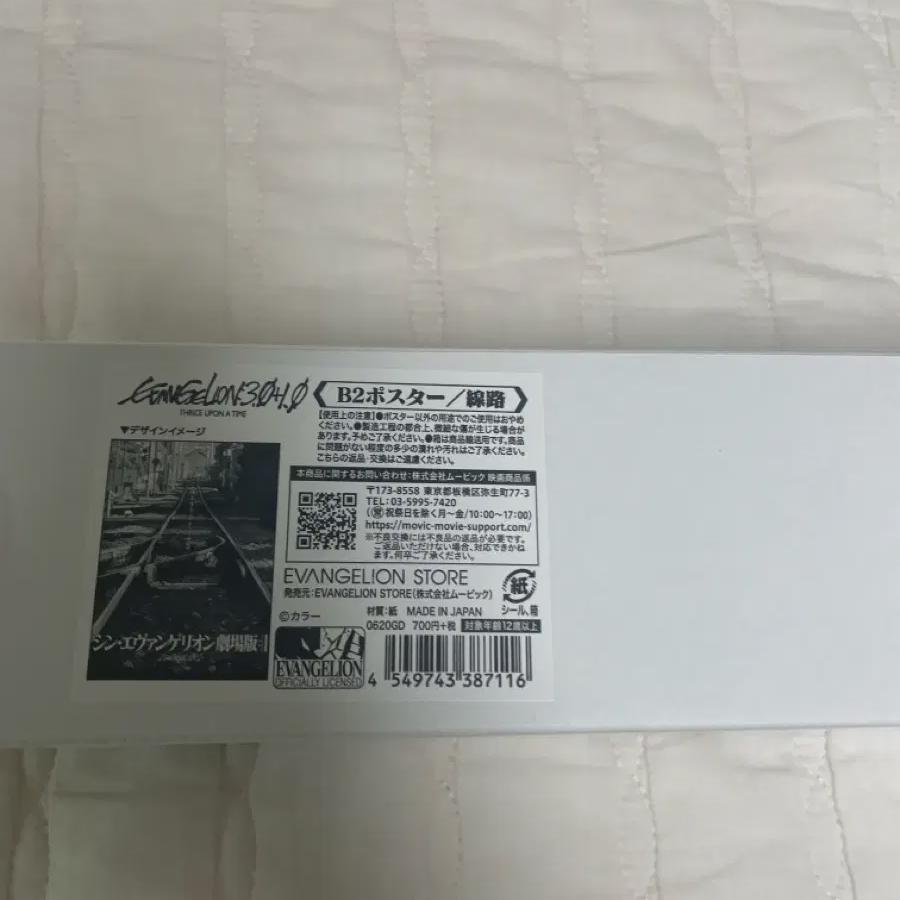 EVANGELION:3.0+1.0
THRICE UPON A TIME
B2ポスター／線路
【使用上の注意】●ポスター以外の用途でのご使用はおやめ
ください。●製造工程の都合上、微細な傷が生じる場合が
あります。予めご了承ください。●箱は商品輸送用です。商品
に問題がない程度の多少の潰れや汚れはご了承ください。
こちらの返品・交換はご遠慮ください。
▼デザインイメージ
シン・エヴァンゲリオン劇場版:||
本商品に関するお問い合わせ:株式会社ムービック 映画商品係
〒173-8558 東京都板橋区弥生町77-3
TEL:03-5995-7420
(㊡祝祭日を除く月〜金/10:00〜17:00)
https://movic-movie-support.com/
※不良交換には不良品の返品が必要です。
ご返品いただけない場合、対応できかね
ます。何卒ご了承ください。
EVANGELION STORE
発売元:EVANGELION STORE(株式会社ムービック)
紙
シール、箱
©カラー
材質:紙 MADE IN JAPAN
0620GD 700円+税 対象年齢12歳以上
EVANGELION
OFFICIALLY LICENSED
4 549743 387116